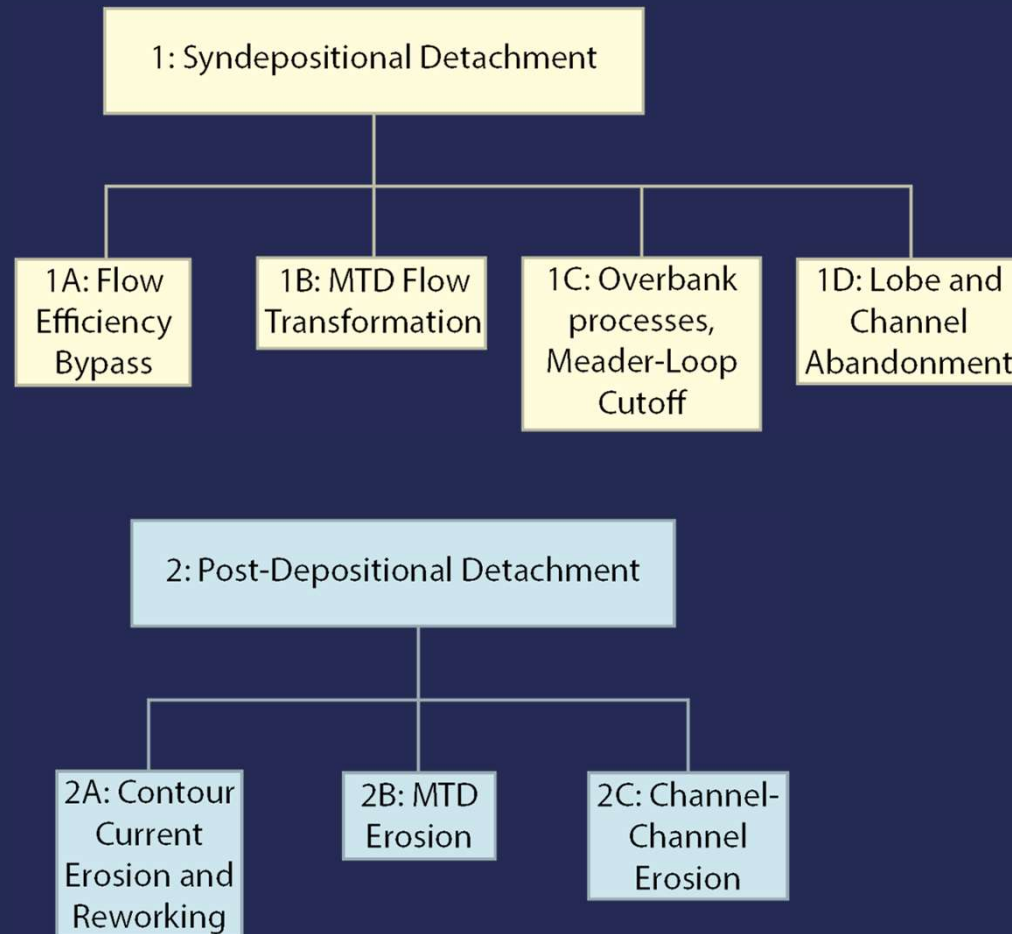 1: Syndepositional Detachment
1A: Flow
Efficiency
Bypass
1B: MTD Flow
Transformation
1C: Overbank
processes,
Meader-Loop
Cutoff
1D: Lobe and
Channel
Abandonment
2: Post-Depositional Detachment
2A: Contour
Current
Erosion and
Reworking
2B: MTD
Erosion
2C: Channel-
Channel
Erosion